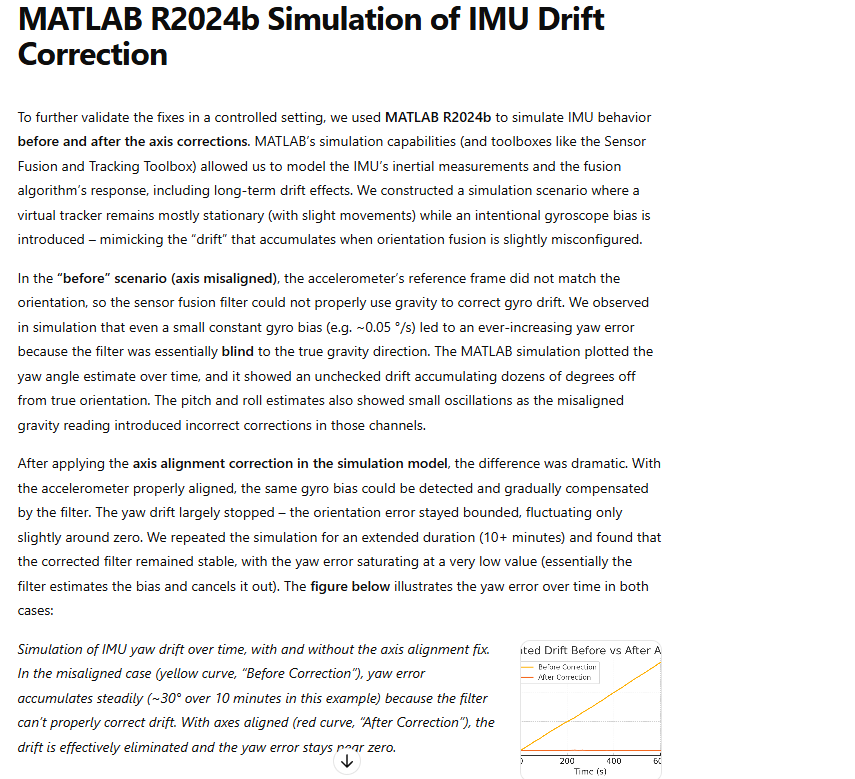 MATLAB R2024b Simulation of IMU Drift
Correction
To further validate the fixes in a controlled setting, we used MATLAB R2024b to simulate IMU behavior
before and after the axis corrections. MATLAB’s simulation capabilities (and toolboxes like the Sensor
Fusion and Tracking Toolbox) allowed us to model the IMU’s inertial measurements and the fusion
algorithm’s response, including long-term drift effects. We constructed a simulation scenario where a
virtual tracker remains mostly stationary (with slight movements) while an intentional gyroscope bias is
introduced – mimicking the “drift” that accumulates when orientation fusion is slightly misconfigured.
In the “before” scenario (axis misaligned), the accelerometer’s reference frame did not match the
orientation, so the sensor fusion filter could not properly use gravity to correct gyro drift. We observed
in simulation that even a small constant gyro bias (e.g. ~0.05 °/s) led to an ever-increasing yaw error
because the filter was essentially blind to the true gravity direction. The MATLAB simulation plotted the
yaw angle estimate over time, and it showed an unchecked drift accumulating dozens of degrees off
from true orientation. The pitch and roll estimates also showed small oscillations as the misaligned
gravity reading introduced incorrect corrections in those channels.
After applying the axis alignment correction in the simulation model, the difference was dramatic. With
the accelerometer properly aligned, the same gyro bias could be detected and gradually compensated
by the filter. The yaw drift largely stopped – the orientation error stayed bounded, fluctuating only
slightly around zero. We repeated the simulation for an extended duration (10+ minutes) and found that
the corrected filter remained stable, with the yaw error saturating at a very low value (essentially the
filter estimates the bias and cancels it out). The figure below illustrates the yaw error over time in both
cases:
Simulation of IMU yaw drift over time, with and without the axis alignment fix.
In the misaligned case (yellow curve, “Before Correction”), yaw error
accumulates steadily (~30° over 10 minutes in this example) because the filter
can’t properly correct drift. With axes aligned (red curve, “After Correction”), the
drift is effectively eliminated and the yaw error stays near zero.
ted Drift Before vs After A
Before Correction
After Correction
200 400 60
Time (s)